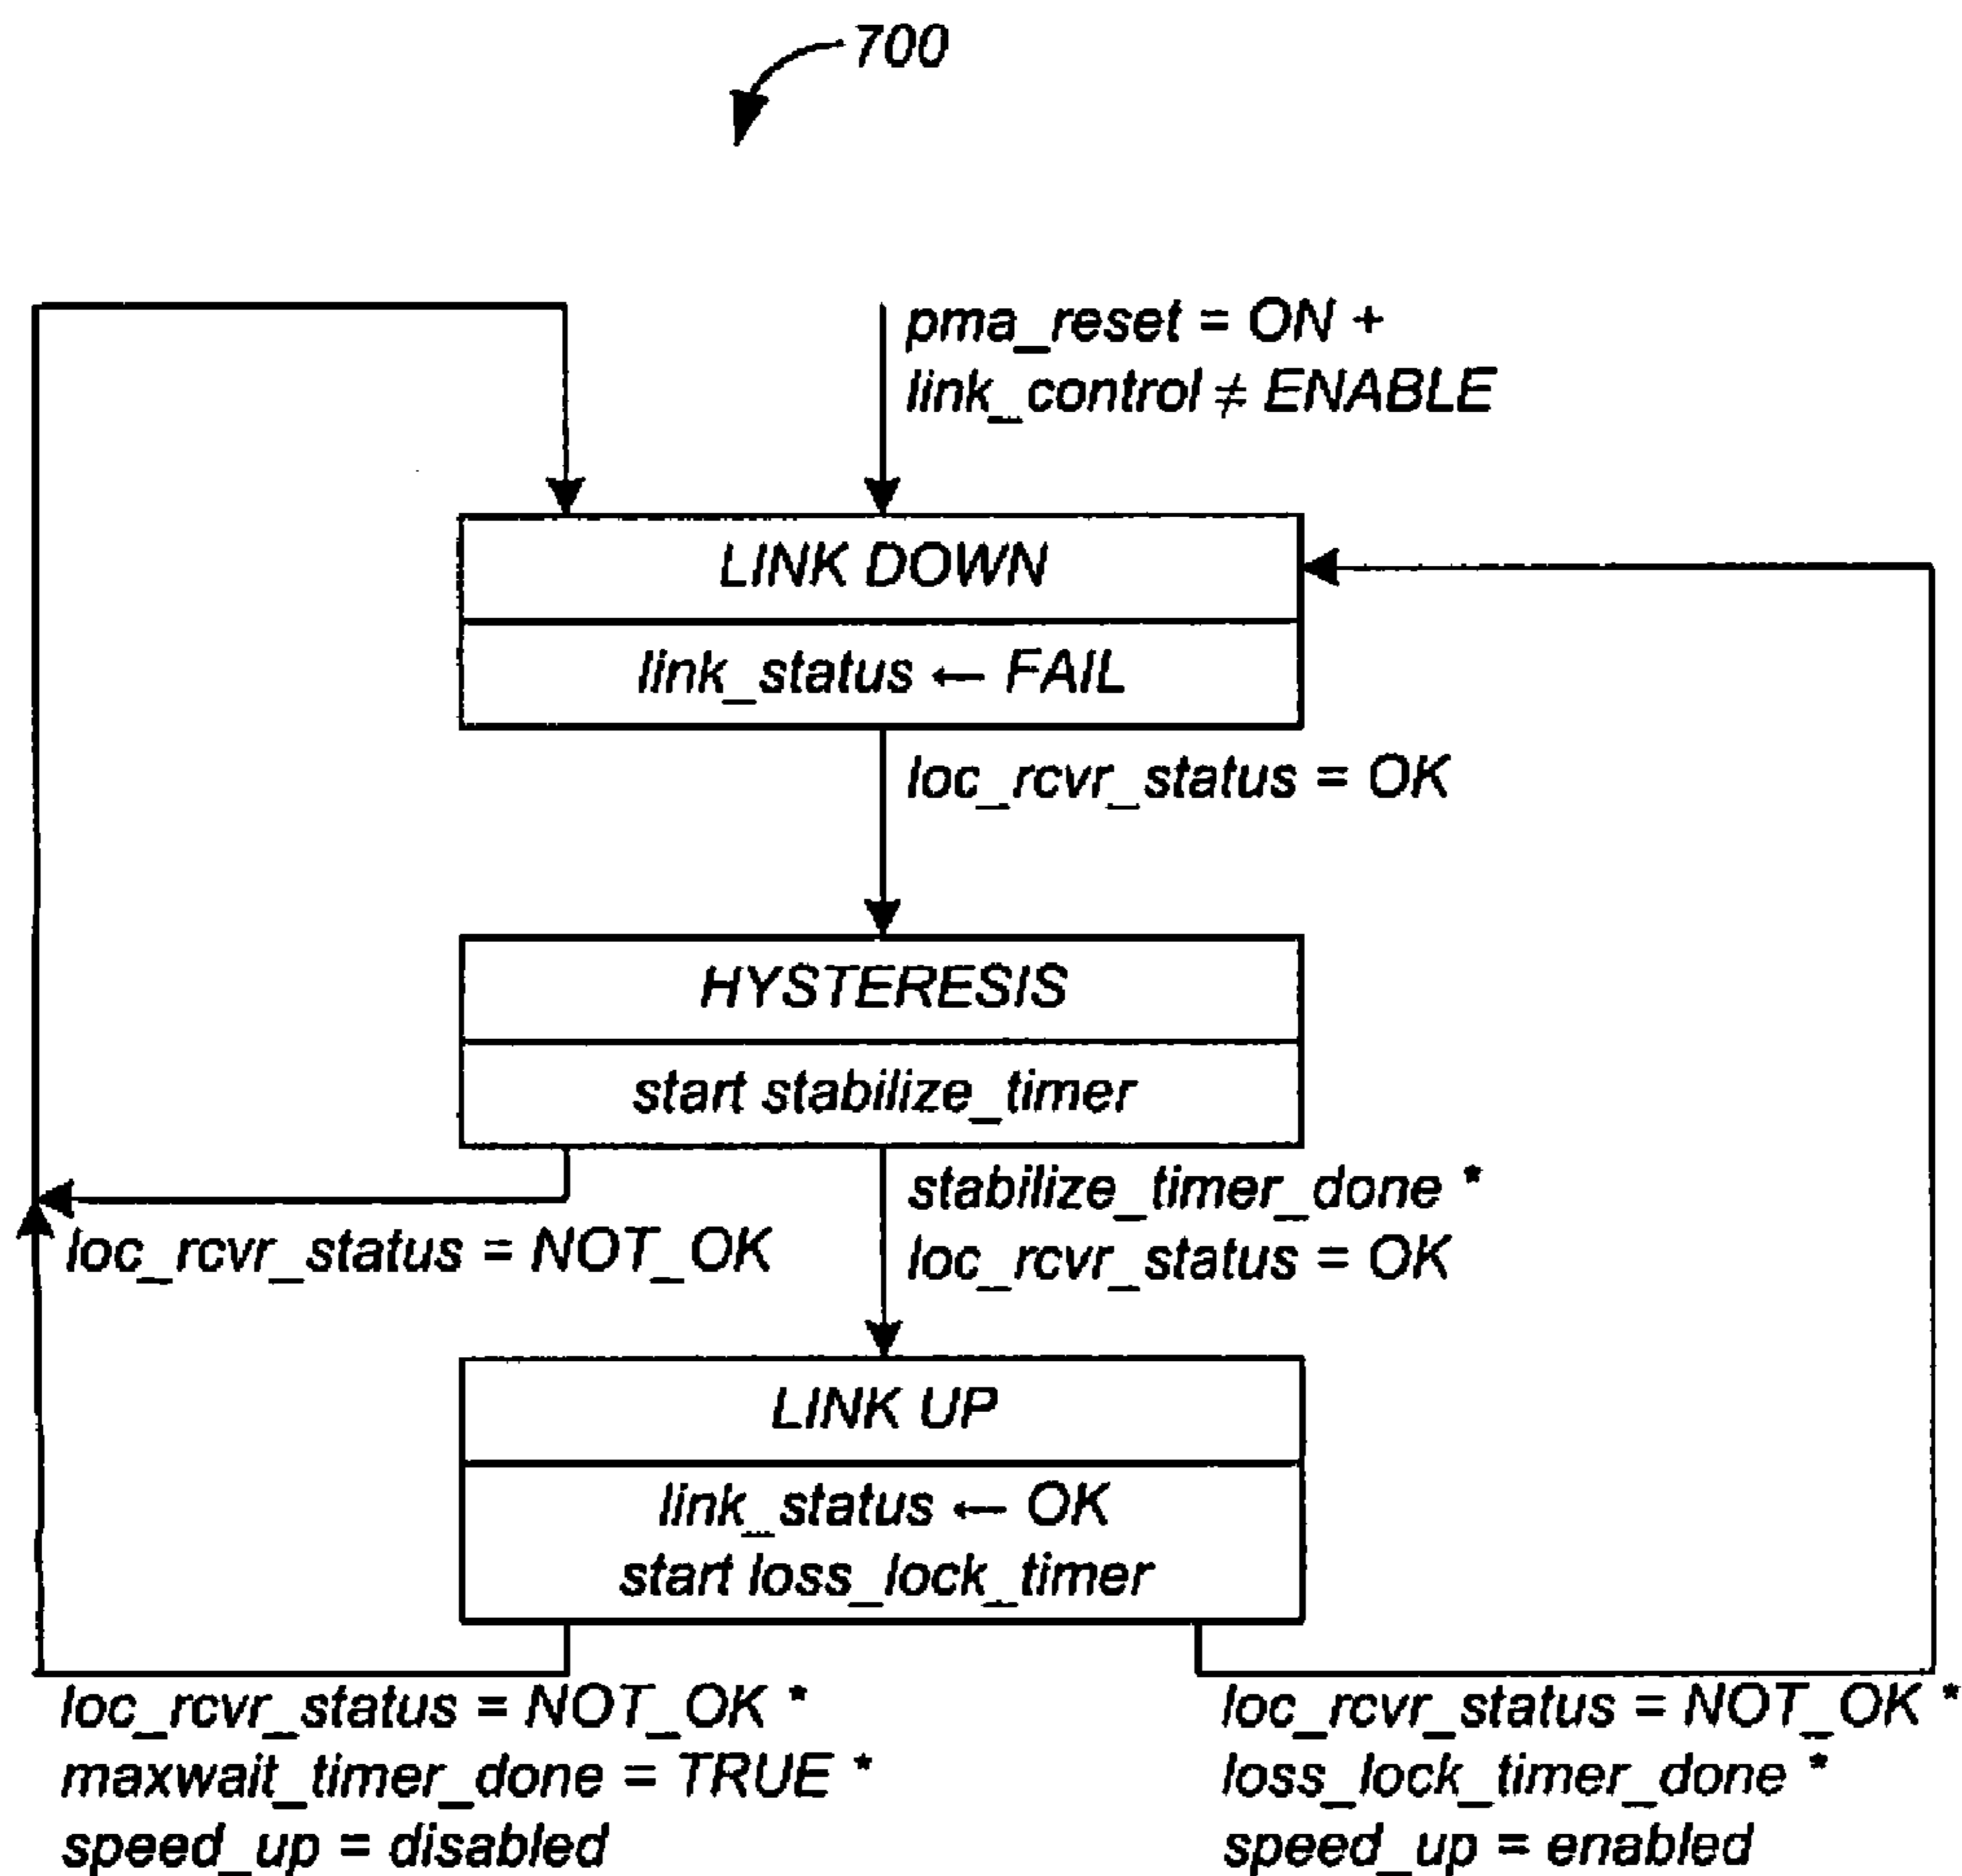 700
pma_reset = ON +
link_control ≠ ENABLE
LINK DOWN
link_status ← FAIL
loc_rcvr_status = OK
HYSTERESIS
start stabilize_timer
stabilize_timer_done *
loc_rcvr_status = OK
loc_rcvr_status = NOT_OK
LINK UP
link_status ← OK
start loss_lock_timer
loc_rcvr_status = NOT_OK *
maxwait_timer_done = TRUE *
speed_up = disabled
loc_rcvr_status = NOT_OK *
loss_lock_timer_done *
speed_up = enabled